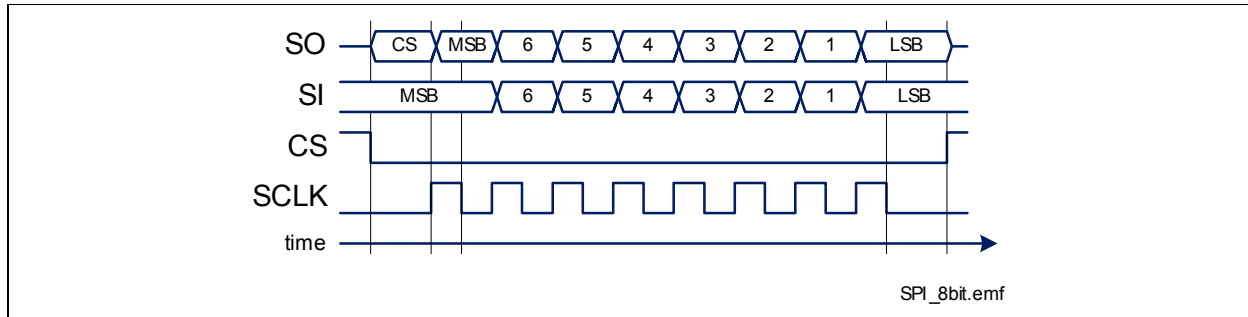 SO CS MSB 6 5 4 3 2 1 LSB
SI MSB 6 5 4 3 2 1 LSB
CS
SCLK
time
SPI_8bit.emf